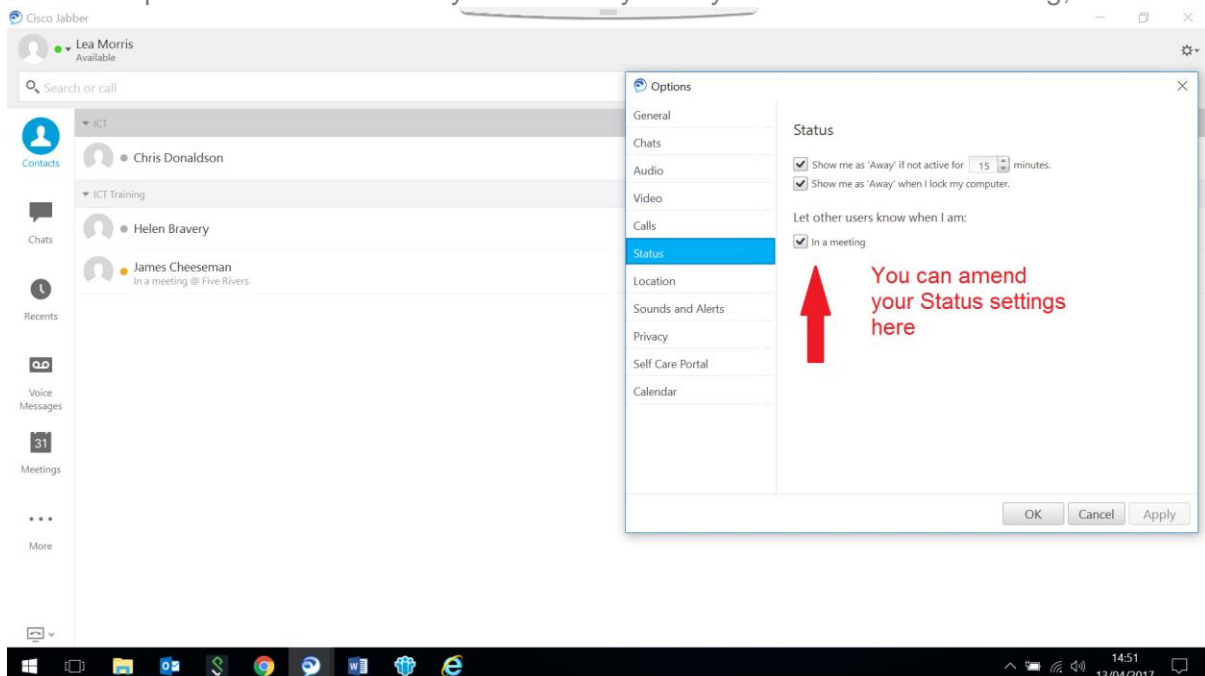 Cisco Jabber
Lea Morris
Available
Search or call
Contacts
Chats
Recents
Voice
Messages
31
Meetings
More
ICT
Chris Donaldson
ICT Training
Helen Bravery
James Cheeseman
In a meeting @ Five Rivers
Options
General
Chats
Audio
Video
Calls
Status
Location
Sounds and Alerts
Privacy
Self Care Portal
Calendar
Status
Show me as 'Away' if not active for 15 minutes.
Show me as 'Away' when I lock my computer.
Let other users know when I am:
In a meeting
You can amend
your Status settings
here
OK Cancel Apply
14:51
13/04/2017